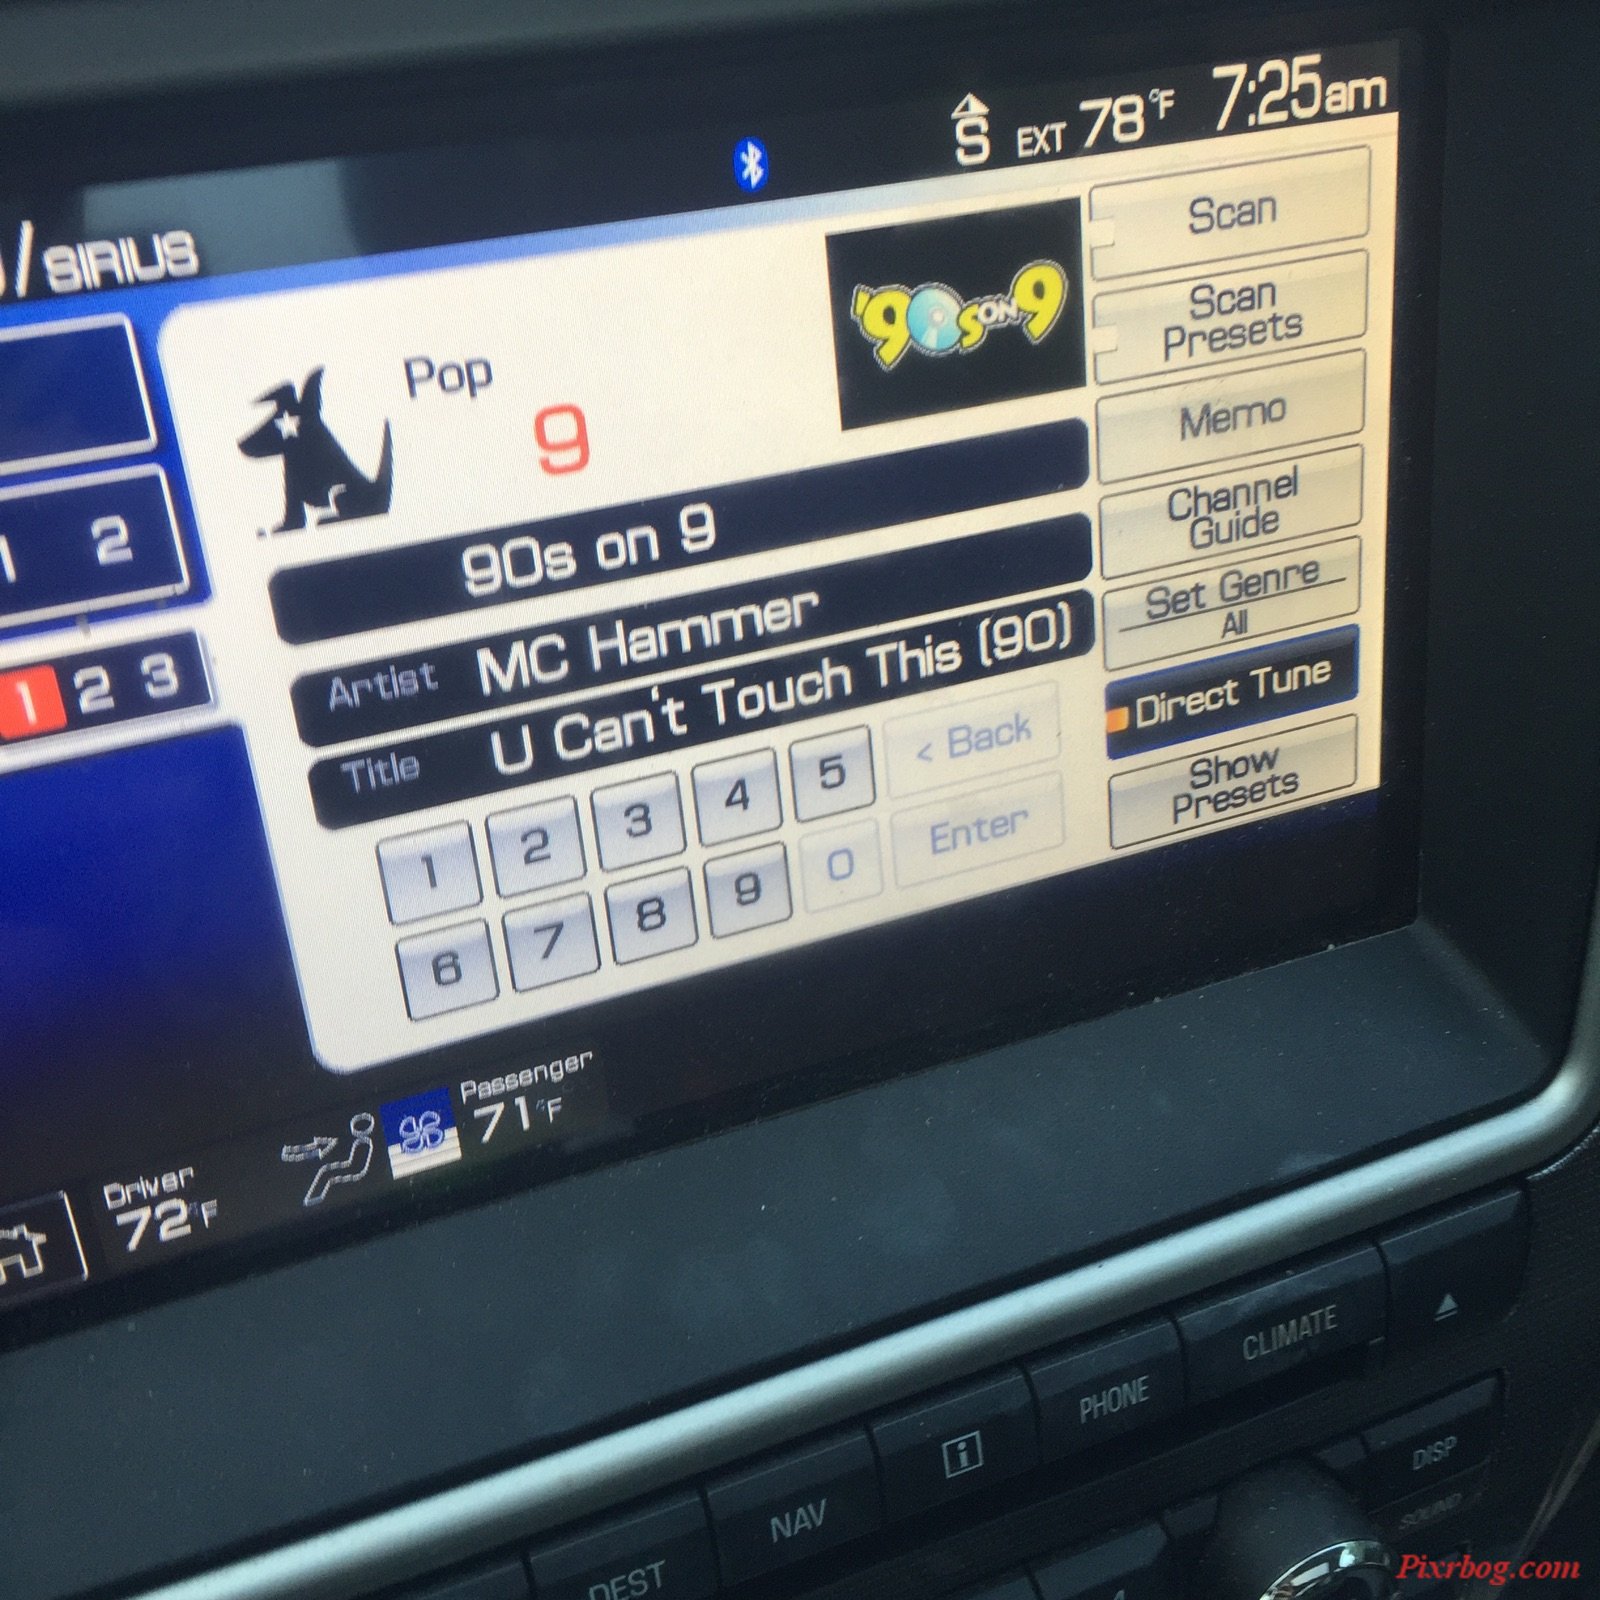 S EXT 78°F 7:25am
/SIRIUS
Pop
9
'90s ON 9
90s on 9
Artist MC Hammer
Title U Can't Touch This (90)
1 2
1 2 3
1 2 3 4 5 < Back
6 7 8 9 0 Enter
Scan
Scan
Presets
Memo
Channel
Guide
Set Genre
All
Direct Tune
Show
Presets
Driver
72°F
Passenger
71°F
DEST
NAV
i
PHONE
CLIMATE
DISP
SOUND
Pixrbog.com